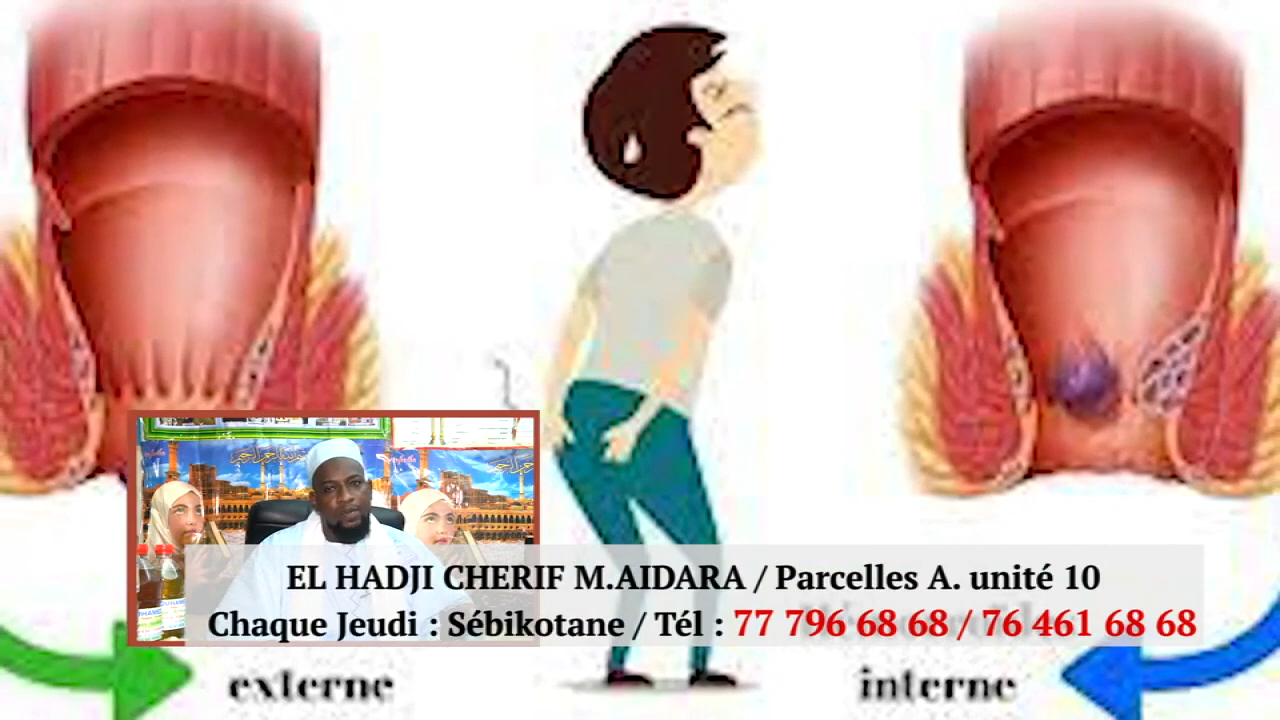 EL HADJI CHERIF M.AIDARA / Parcelles A. unité 10
Chaque Jeudi : Sébikotane / Tél : 77 796 68 68 / 76 461 68 68
externe
interne